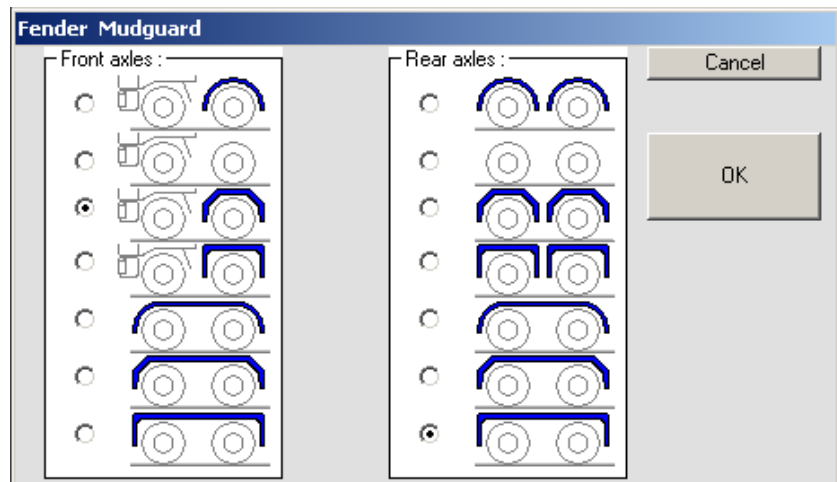 Fender Mudguard
Front axles :
Rear axles :
Cancel
OK